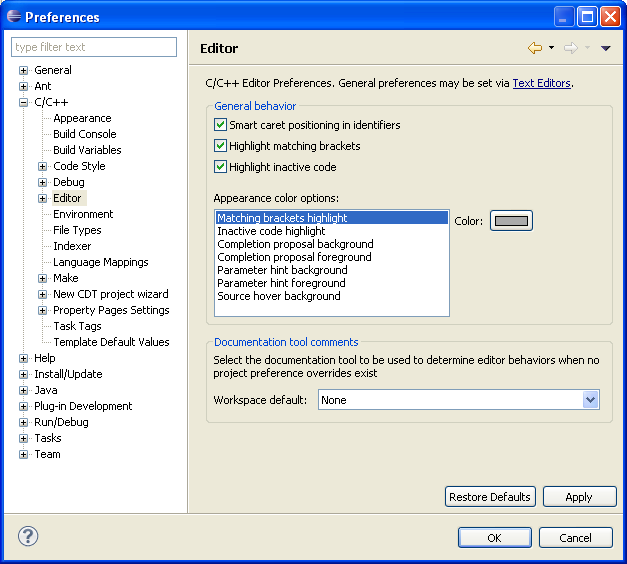 Preferences
type filter text
General
Ant
C/C++
Appearance
Build Console
Build Variables
Code Style
Debug
Editor
Environment
File Types
Indexer
Language Mappings
Make
New CDT project wizard
Property Pages Settings
Task Tags
Template Default Values
Help
Install/Update
Java
Plug-in Development
Run/Debug
Tasks
Team
Editor
C/C++ Editor Preferences. General preferences may be set via Text Editors.
General behavior
Smart caret positioning in identifiers
Highlight matching brackets
Highlight inactive code
Appearance color options:
Matching brackets highlight
Inactive code highlight
Completion proposal background
Completion proposal foreground
Parameter hint background
Parameter hint foreground
Source hover background
Color:
Documentation tool comments
Select the documentation tool to be used to determine editor behaviors when no
project preference overrides exist
Workspace default: None
Restore Defaults Apply
? OK Cancel